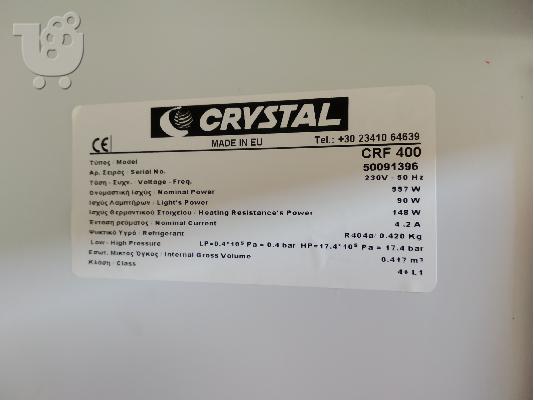 CRYSTAL
CE MADE IN EU Tel.: +30 23410 64639
Τύπος / Model CRF 400
Αρ. Σειράς / Serial No. 50091396
Τάση - Συχν. / Voltage - Freq. 230V - 50 Hz
Ονομαστική Ισχύς / Nominal Power 557 W
Ισχύς Λαμπτήρων / Light's Power 90 W
Ισχύς Θερμαντικού Στοιχείου / Heating Resistance's Power 148 W
Ένταση ρεύματος / Nominal Current 4.2 A
Ψυκτικό Υγρό / Refrigerant R404a/ 0.420 Kg
Low - High Pressure LP=0.4*10⁵ Pa = 0.4 bar HP=17.4*10⁵ Pa = 17.4 bar
Εσωτ. Μικτός Όγκος / Internal Gross Volume 0.417 m³
Κλάση / Class 4+ L1